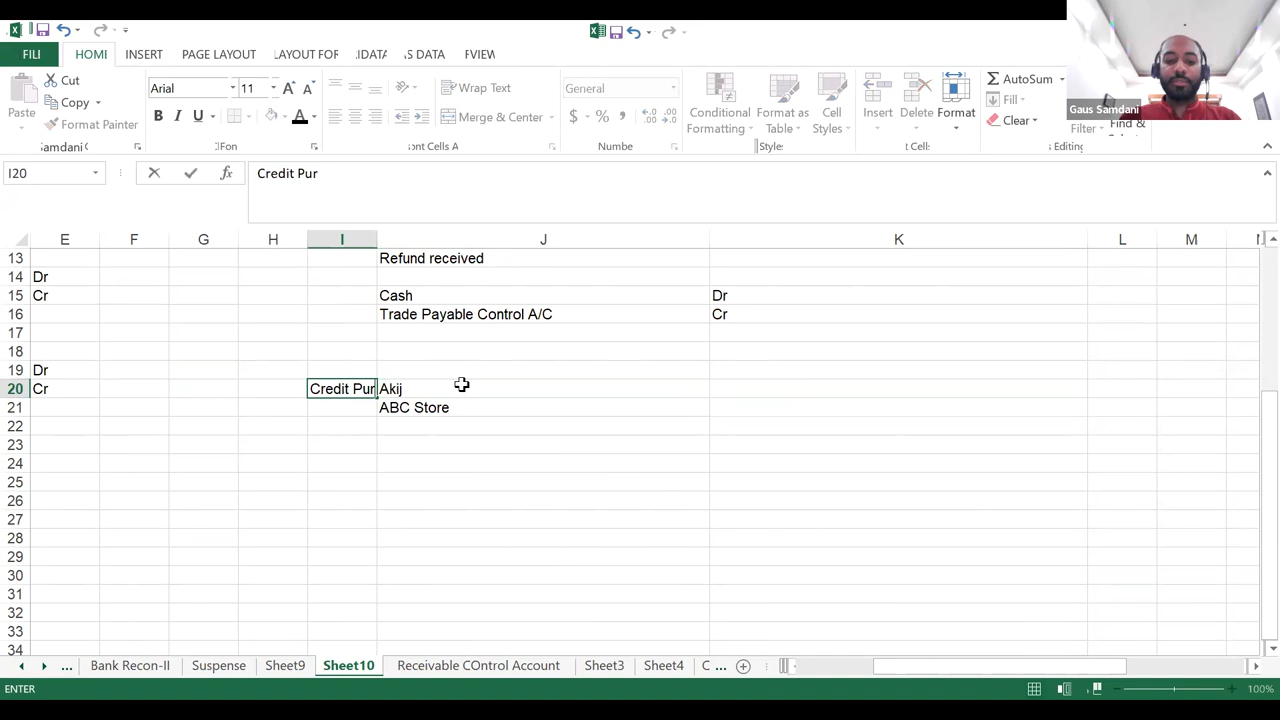 FILI HOMI INSERT PAGE LAYOUT LAYOUT FOR IDATA S DATA FVIEW
Cut
Copy
Format Painter
Paste
Samdani
Arial 11
B I U A
Fon
Wrap Text
Merge & Center
ont Cells A
General
$ % ,
Numbe
Conditional Formatting
Format as Table
Cell Styles
Styles
Insert Delete Format
Cell:
AutoSum
Fill
Clear
Filter
Find &
Editing
Gaus Samdani
I20 fx Credit Pur
E F G H I J K L M
13 Refund received
14 Dr
15 Cr Cash Dr
16 Trade Payable Control A/C Cr
17
18
19 Dr
20 Cr Credit Pur Akij
21 ABC Store
22
23
24
25
26
27
28
29
30
31
32
33
34
... Bank Recon-II Suspense Sheet9 Sheet10 Receivable COntrol Account Sheet3 Sheet4 C ...
ENTER 100%